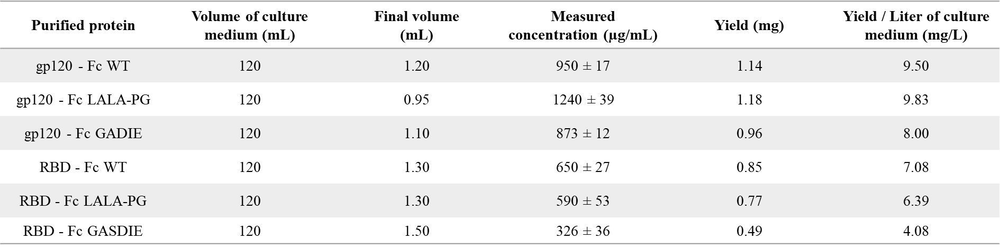 Purified protein Volume of culture medium (mL) Final volume (mL) Measured concentration (µg/mL) Yield (mg) Yield / Liter of culture medium (mg/L)
gp120 - Fc WT 120 1.20 950 ± 17 1.14 9.50
gp120 - Fc LALA-PG 120 0.95 1240 ± 39 1.18 9.83
gp120 - Fc GADIE 120 1.10 873 ± 12 0.96 8.00
RBD - Fc WT 120 1.30 650 ± 27 0.85 7.08
RBD - Fc LALA-PG 120 1.30 590 ± 53 0.77 6.39
RBD - Fc GASDIE 120 1.50 326 ± 36 0.49 4.08